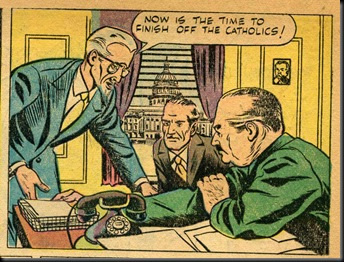 NOW IS THE TIME TO
FINISH OFF THE CATHOLICS!